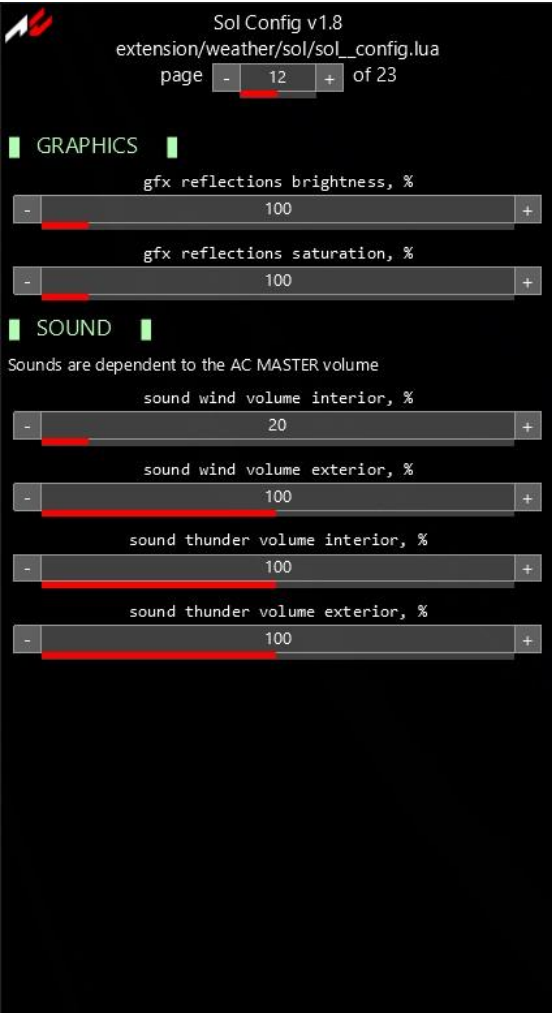 Sol Config v1.8
extension/weather/sol/sol__config.lua
page - 12 + of 23
GRAPHICS
gfx reflections brightness, %
- 100 +
gfx reflections saturation, %
- 100 +
SOUND
Sounds are dependent to the AC MASTER volume
sound wind volume interior, %
- 20 +
sound wind volume exterior, %
- 100 +
sound thunder volume interior, %
- 100 +
sound thunder volume exterior, %
- 100 +